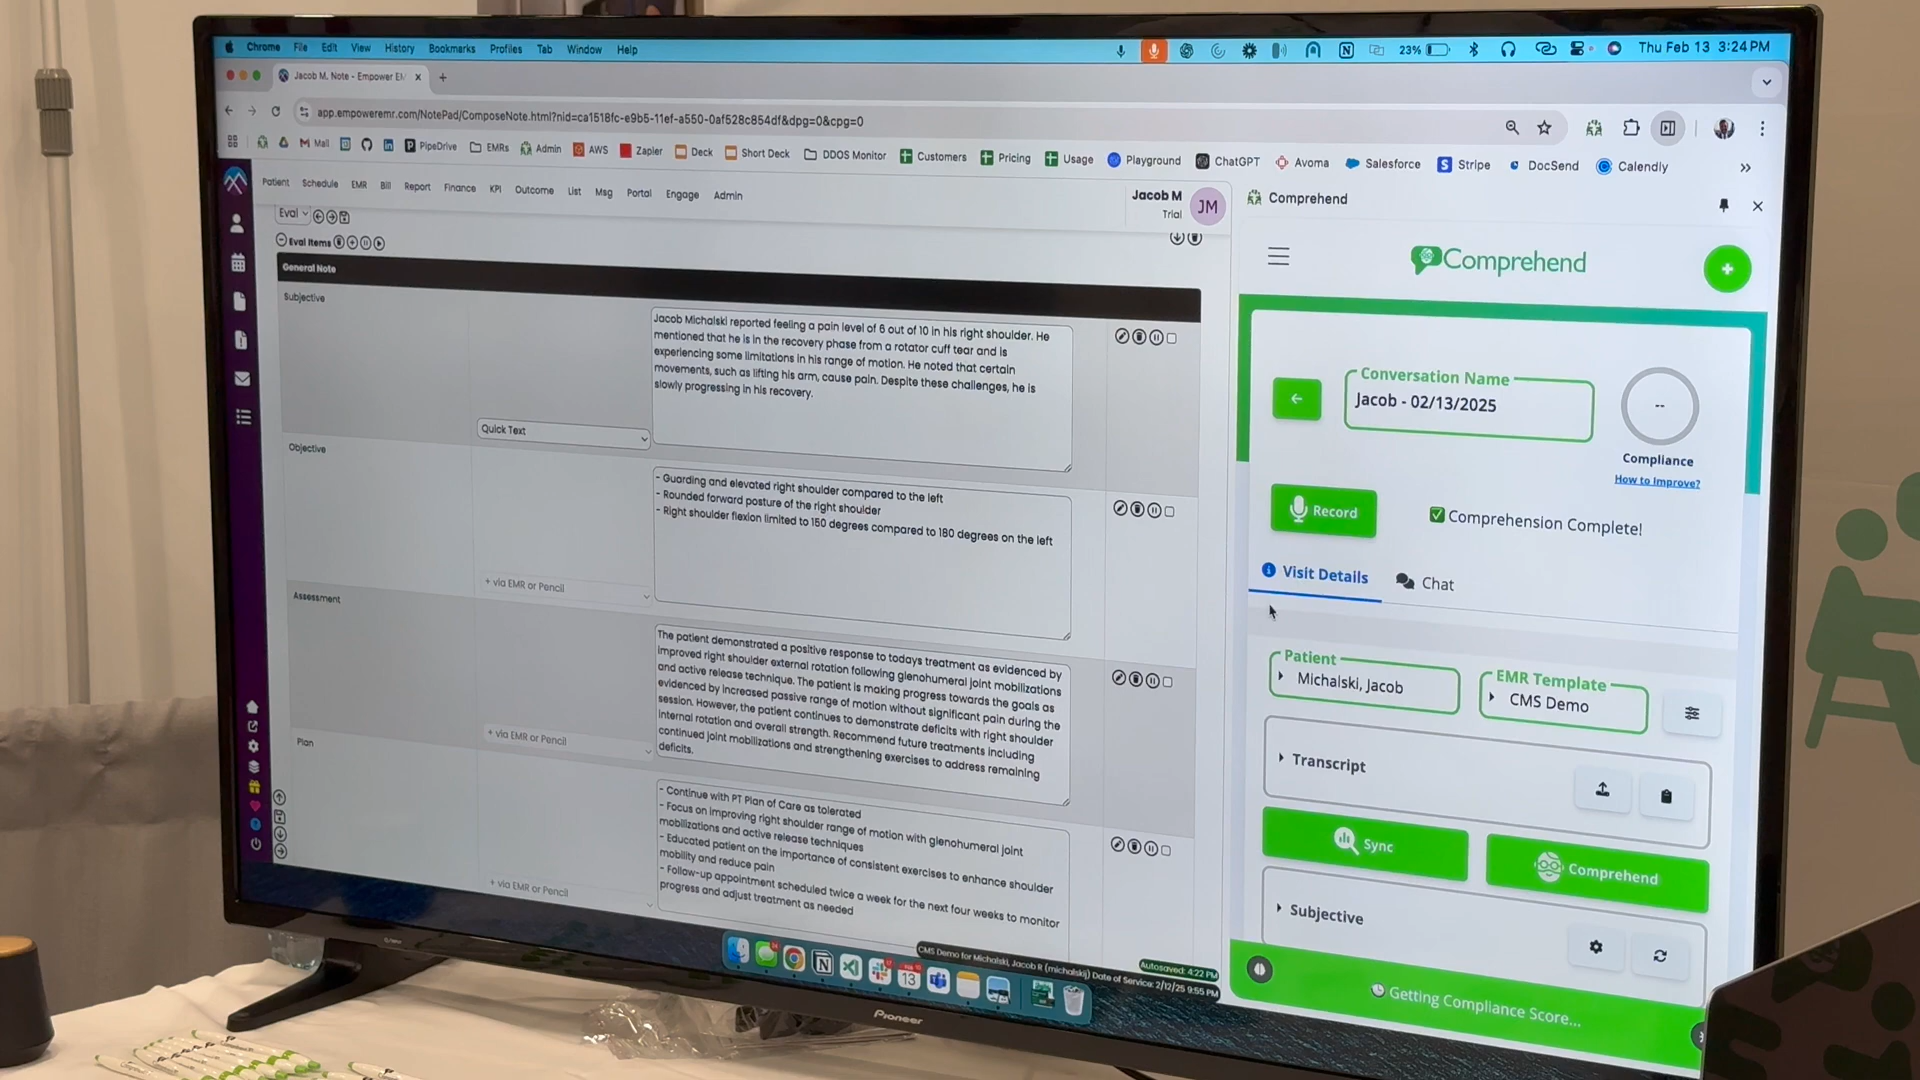 Chrome File Edit View History Bookmarks Profiles Tab Window Help
23% Thu Feb 13 3:24 PM
Jacob M. Note - Empower E
app.empoweremr.com/NotePad/ComposeNote.html?nid=ca1518fc-e9b5-11ef-a550-0af528c854df&dpg=0&cpg=0
Mail PipeDrive EMRs Admin AWS Zapier Deck Short Deck DDOS Monitor Customers Pricing Usage Playground ChatGPT Avoma Salesforce Stripe DocSend Calendly
Patient Schedule EMR Bill Report Finance KPI Outcome List Msg Portal Engage Admin
Jacob M
Trial
JM
Eval
Eval Items
General Note
Subjective
Jacob Michalski reported feeling a pain level of 6 out of 10 in his right shoulder. He
mentioned that he is in the recovery phase from a rotator cuff tear and is
experiencing some limitations in his range of motion. He noted that certain
movements, such as lifting his arm, cause pain. Despite these challenges, he is
slowly progressing in his recovery.
Quick Text
Objective
- Guarding and elevated right shoulder compared to the left
- Rounded forward posture of the right shoulder
- Right shoulder flexion limited to 150 degrees compared to 180 degrees on the left
+ via EMR or Pencil
Assessment
The patient demonstrated a positive response to todays treatment as evidenced by
improved right shoulder external rotation following glenohumeral joint mobilizations
and active release technique. The patient is making progress towards the goals as
evidenced by increased passive range of motion without significant pain during the
session. However, the patient continues to demonstrate deficits with right shoulder
internal rotation and overall strength. Recommend future treatments including
continued joint mobilizations and strengthening exercises to address remaining
deficits.
+ via EMR or Pencil
Plan
- Continue with PT Plan of Care as tolerated
- Focus on improving right shoulder range of motion with glenohumeral joint
mobilizations and active release techniques
- Educated patient on the importance of consistent exercises to enhance shoulder
mobility and reduce pain
- Follow-up appointment scheduled twice a week for the next four weeks to monitor
progress and adjust treatment as needed
+ via EMR or Pencil
Autosaved: 4:22 PM
CMS Demo for Michalski, Jacob R (michalskij) Date of Service: 2/12/25 9:55 PM
13
Comprehend
Comprehend
Conversation Name
Jacob - 02/13/2025
--
Compliance
How to Improve?
Record
Comprehension Complete!
Visit Details
Chat
Patient
Michalski, Jacob
EMR Template
CMS Demo
Transcript
Sync
Comprehend
Subjective
Getting Compliance Score...
Pioneer